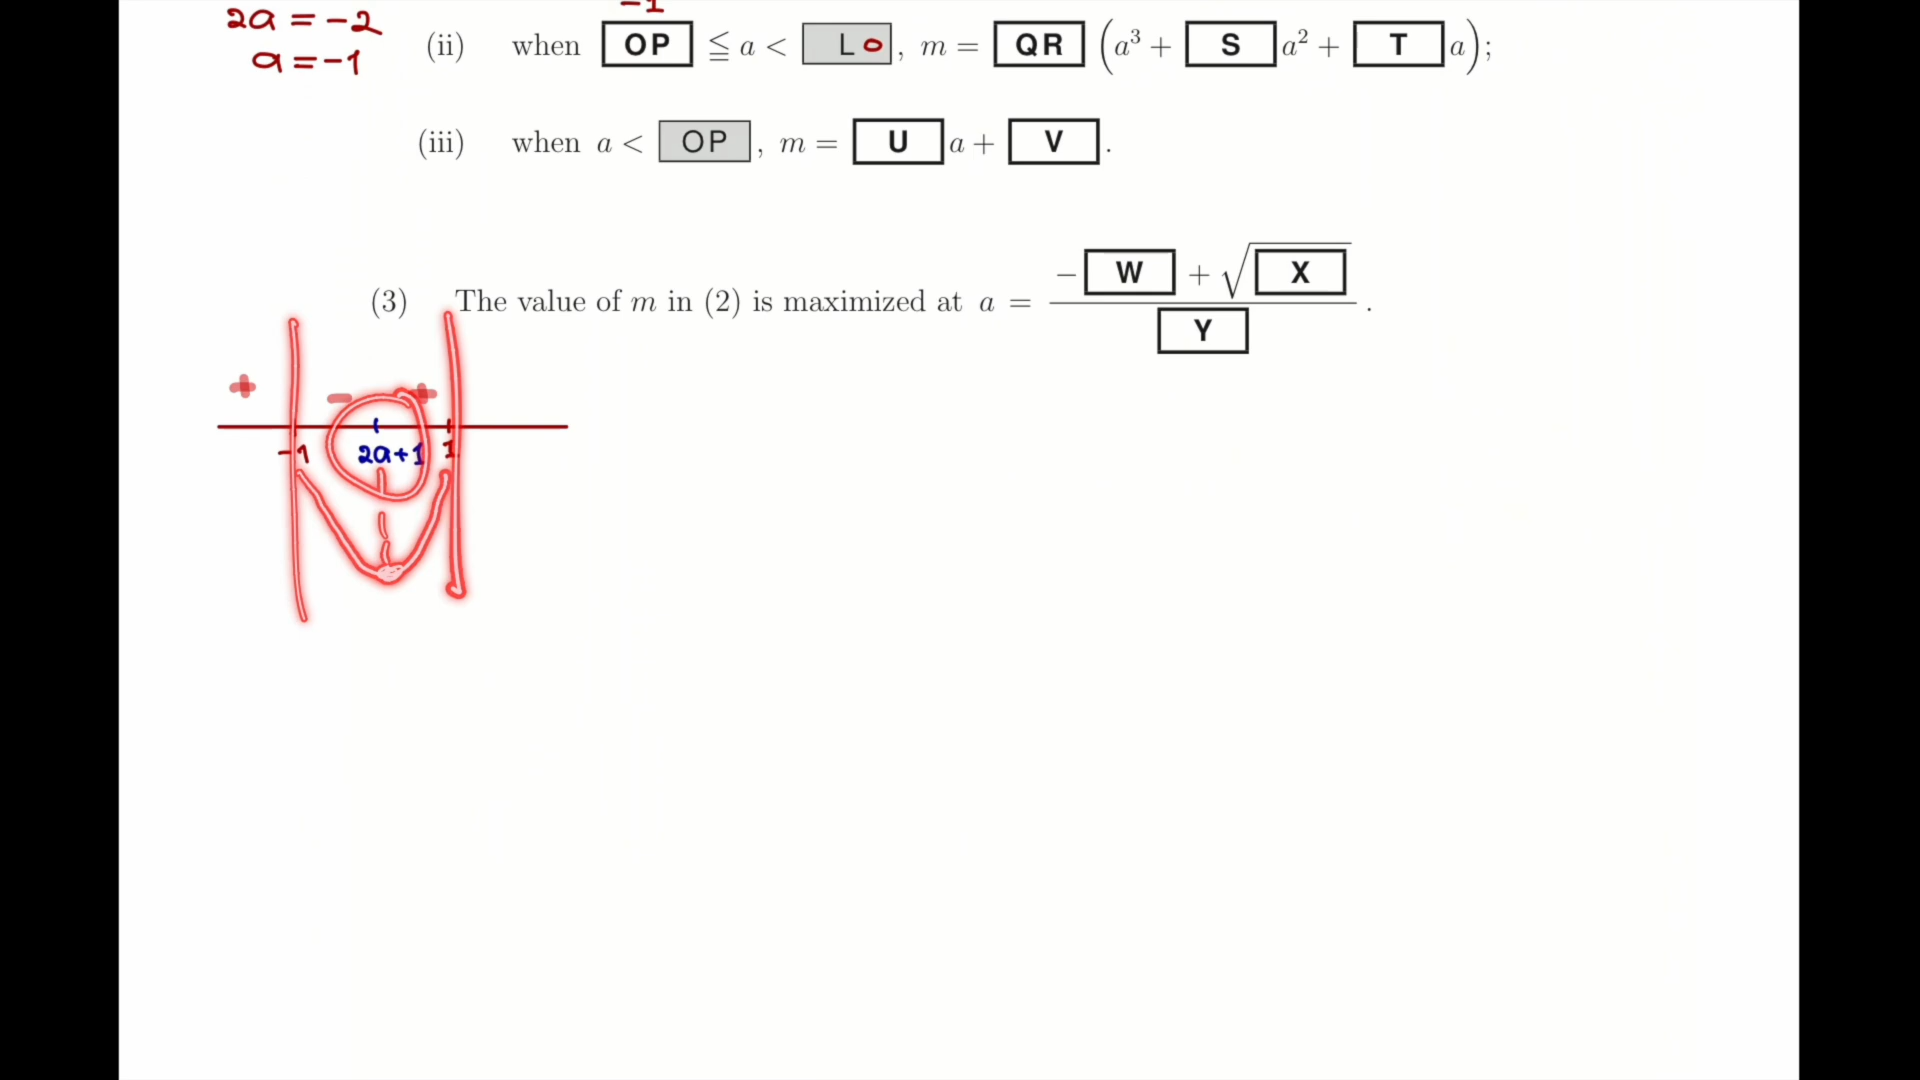 2a = -2
a = -1
-1
(ii) when OP ≦ a < L 0, m = QR (a³ + S a² + T a);
(iii) when a < OP, m = U a + V.
(3) The value of m in (2) is maximized at a = (- W + √X) / Y.
+ - +
-1 2a+1 1